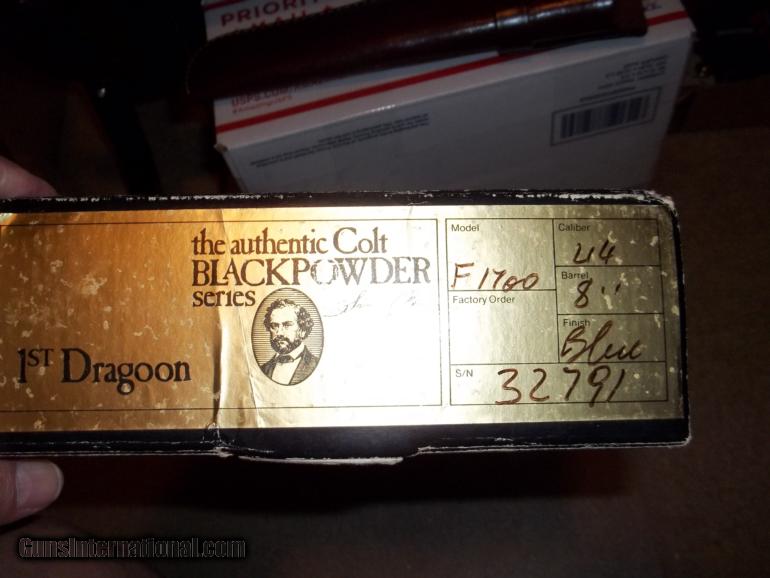 PRIORITY
the authentic Colt
BLACKPOWDER
series
1ST Dragoon
Model
F1700
Caliber
44
Barrel
8"
Factory Order
Finish
Blue
S/N
32791
GunsInternational.com